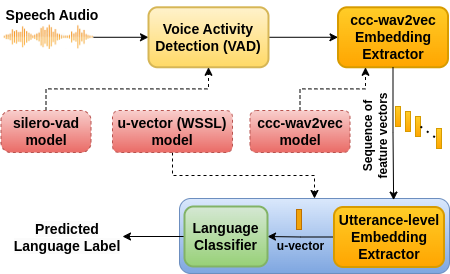 Speech Audio
Voice Activity
Detection (VAD)
ccc-wav2vec
Embedding
Extractor
silero-vad
model
u-vector (WSSL)
model
ccc-wav2vec
model
Sequence of
feature vectors
Predicted
Language Label
Language
Classifier
u-vector
Utterance-level
Embedding
Extractor